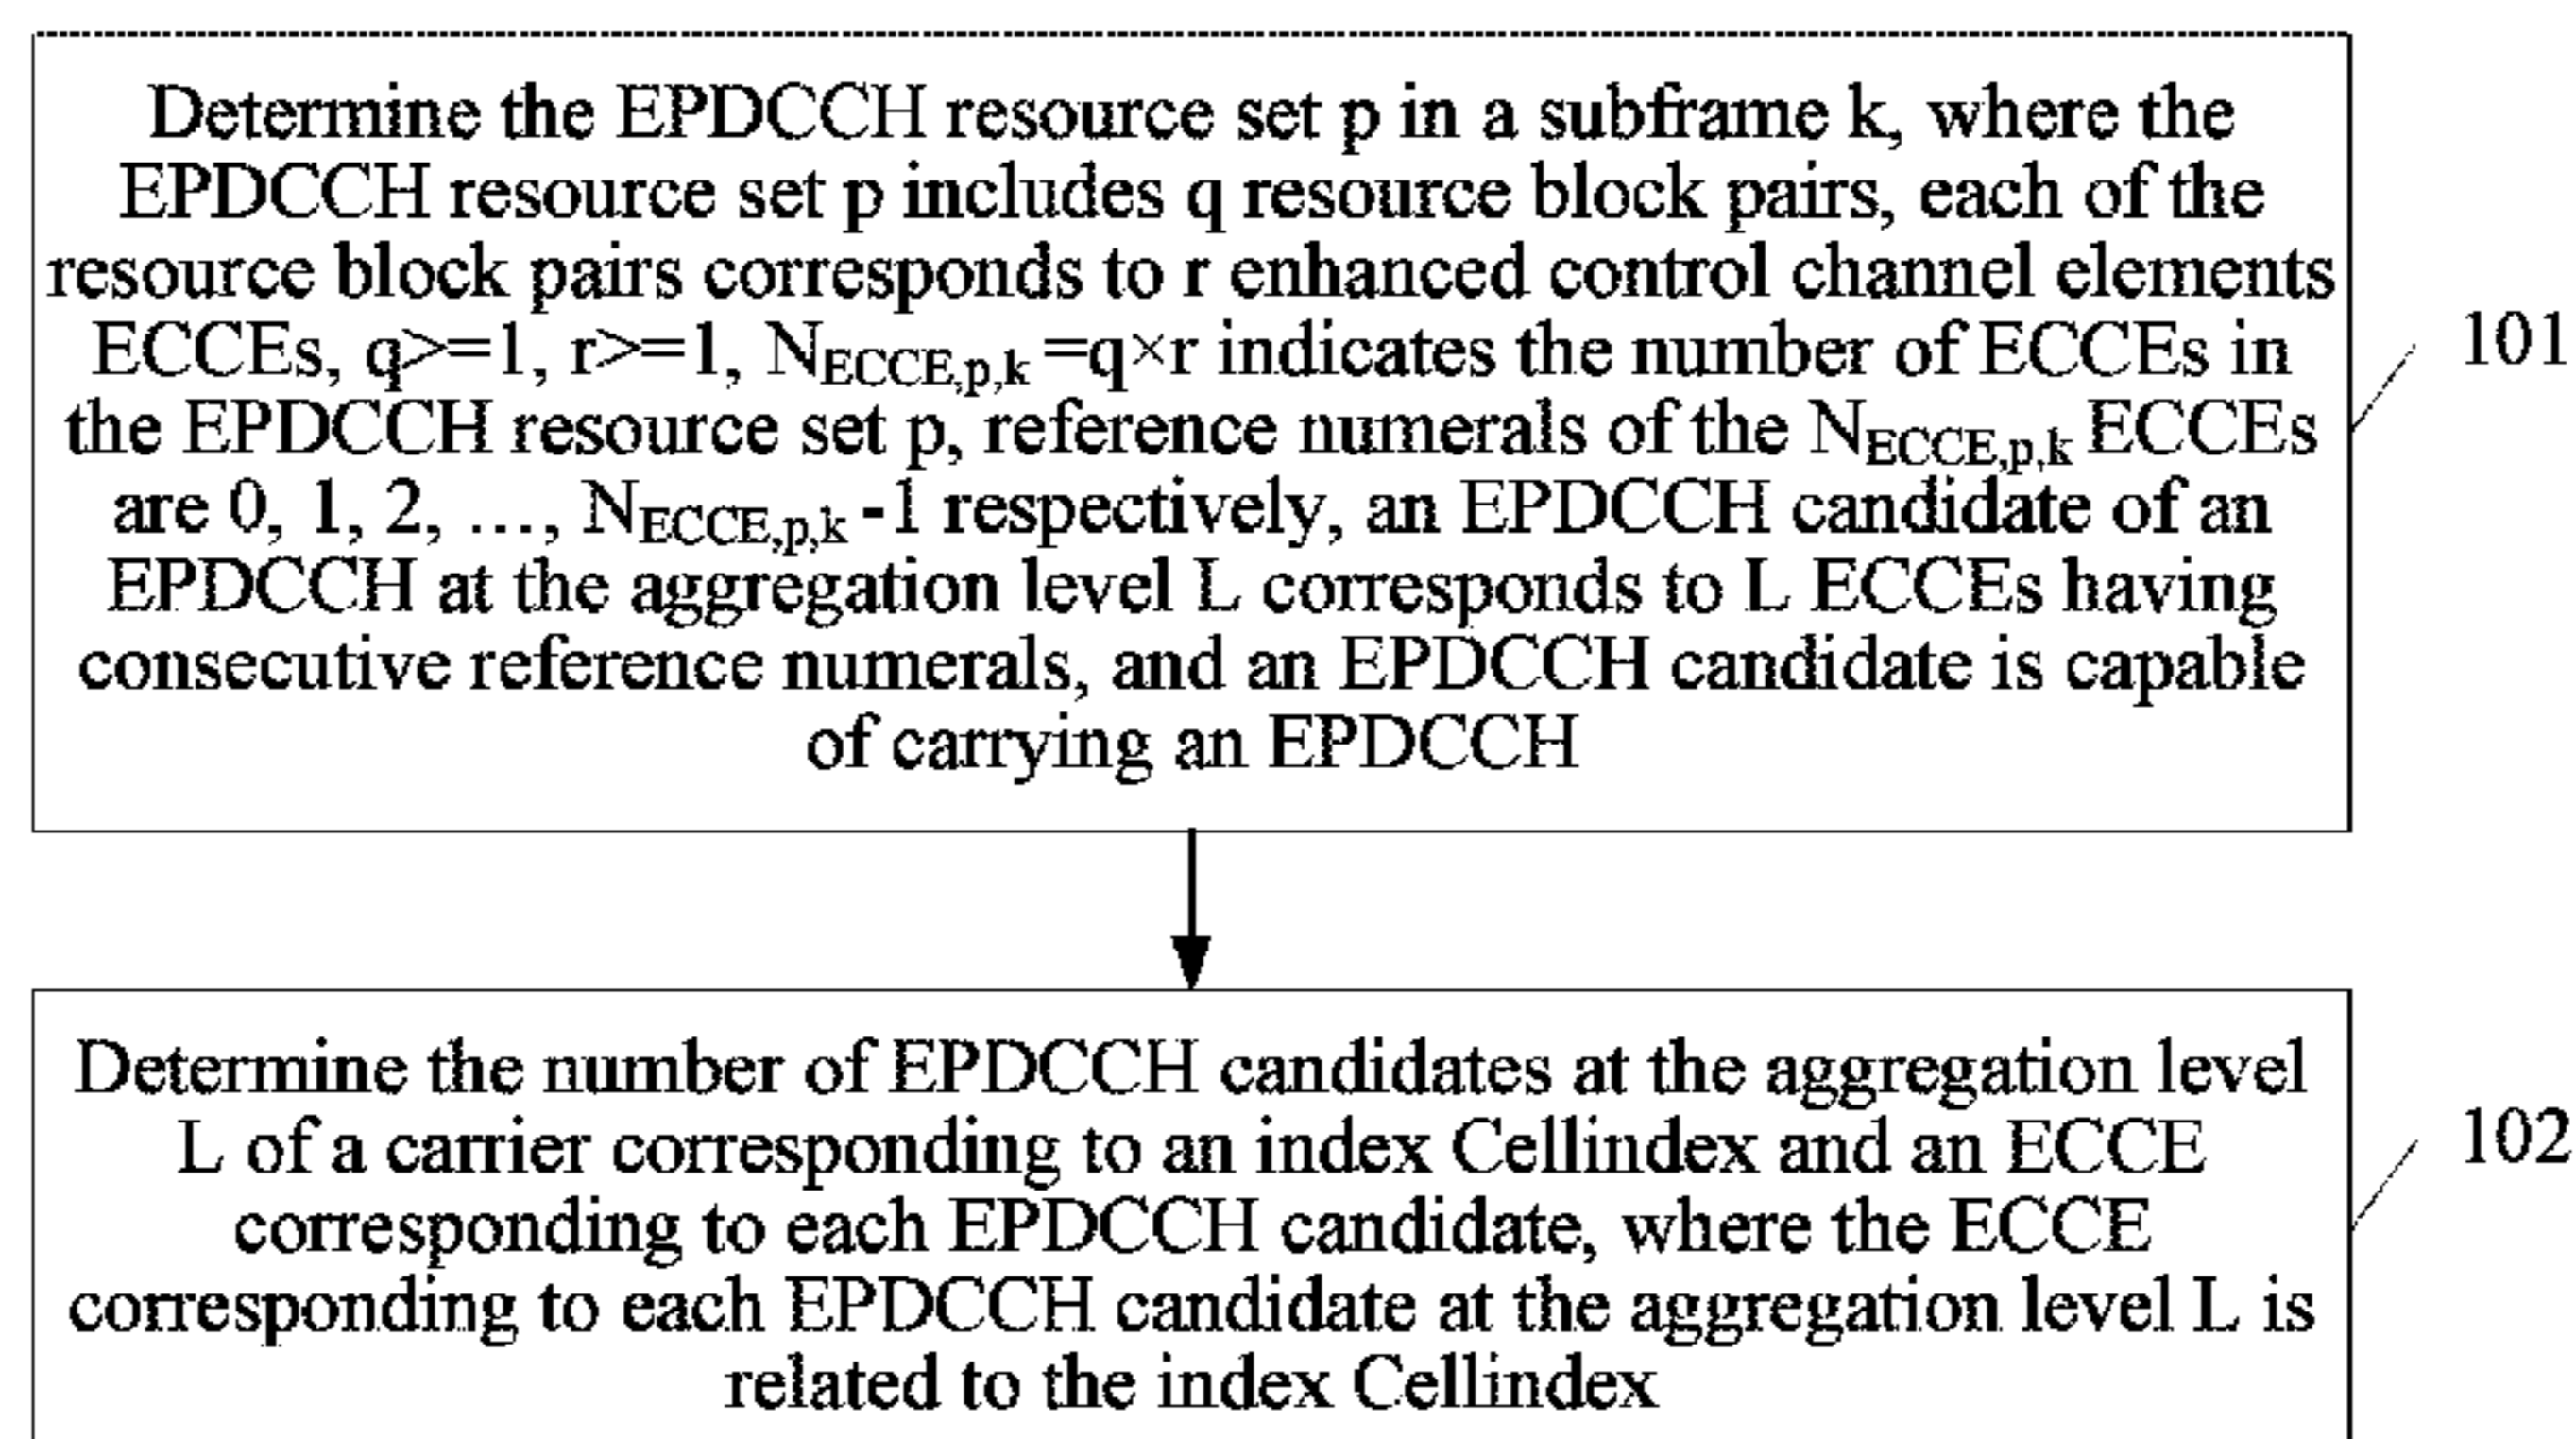 Determine the EPDCCH resource set p in a subframe k, where the
EPDCCH resource set p includes q resource block pairs, each of the
resource block pairs corresponds to r enhanced control channel elements
ECCEs, q>=1, r>=1, N_{ECCE,p,k}=q×r indicates the number of ECCEs in
the EPDCCH resource set p, reference numerals of the N_{ECCE,p,k} ECCEs
are 0, 1, 2, ..., N_{ECCE,p,k}-1 respectively, an EPDCCH candidate of an
EPDCCH at the aggregation level L corresponds to L ECCEs having
consecutive reference numerals, and an EPDCCH candidate is capable
of carrying an EPDCCH
101
Determine the number of EPDCCH candidates at the aggregation level
L of a carrier corresponding to an index Cellindex and an ECCE
corresponding to each EPDCCH candidate, where the ECCE
corresponding to each EPDCCH candidate at the aggregation level L is
related to the index Cellindex
102